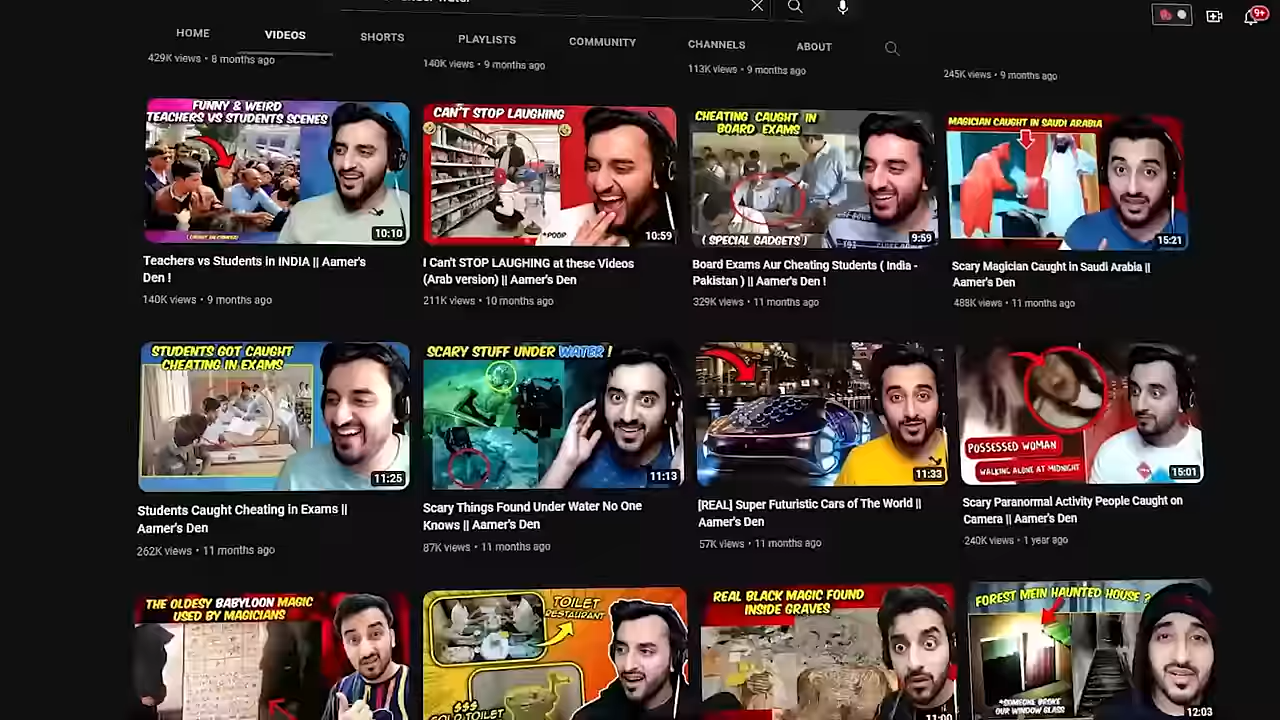 HOME
VIDEOS
SHORTS
PLAYLISTS
COMMUNITY
CHANNELS
ABOUT
9+
429K views • 8 months ago
140K views • 9 months ago
113K views • 9 months ago
245K views • 9 months ago
FUNNY & WEIRD
TEACHERS VS STUDENTS SCENES
10:10
CAN'T STOP LAUGHING
*POOP
10:59
CHEATING CAUGHT IN
BOARD EXAMS
( SPECIAL GADGETS )
9:59
MAGICIAN CAUGHT IN SAUDI ARABIA
15:21
Teachers vs Students in INDIA || Aamer's
Den !
140K views • 9 months ago
I Can't STOP LAUGHING at these Videos
(Arab version) || Aamer's Den
211K views • 10 months ago
Board Exams Aur Cheating Students ( India -
Pakistan ) || Aamer's Den !
329K views • 11 months ago
Scary Magician Caught in Saudi Arabia ||
Aamer's Den
488K views • 11 months ago
STUDENTS GOT CAUGHT
CHEATING IN EXAMS
11:25
SCARY STUFF UNDER WATER !
11:13
11:33
POSSESSED WOMAN
WALKING ALONE AT MIDNIGHT
15:01
Students Caught Cheating in Exams ||
Aamer's Den
262K views • 11 months ago
Scary Things Found Under Water No One
Knows || Aamer's Den
87K views • 11 months ago
[REAL] Super Futuristic Cars of The World ||
Aamer's Den
57K views • 11 months ago
Scary Paranormal Activity People Caught on
Camera || Aamer's Den
240K views • 1 year ago
THE OLDESY BABYLOON MAGIC
USED BY MAGICIANS
TOILET
RESTAURANT
$$$
GOLD TOILET
REAL BLACK MAGIC FOUND
INSIDE GRAVES
11:00
FOREST MEIN HAUNTED HOUSE ?
*SOMEONE BROKE
OUR WINDOW GLASS
12:03